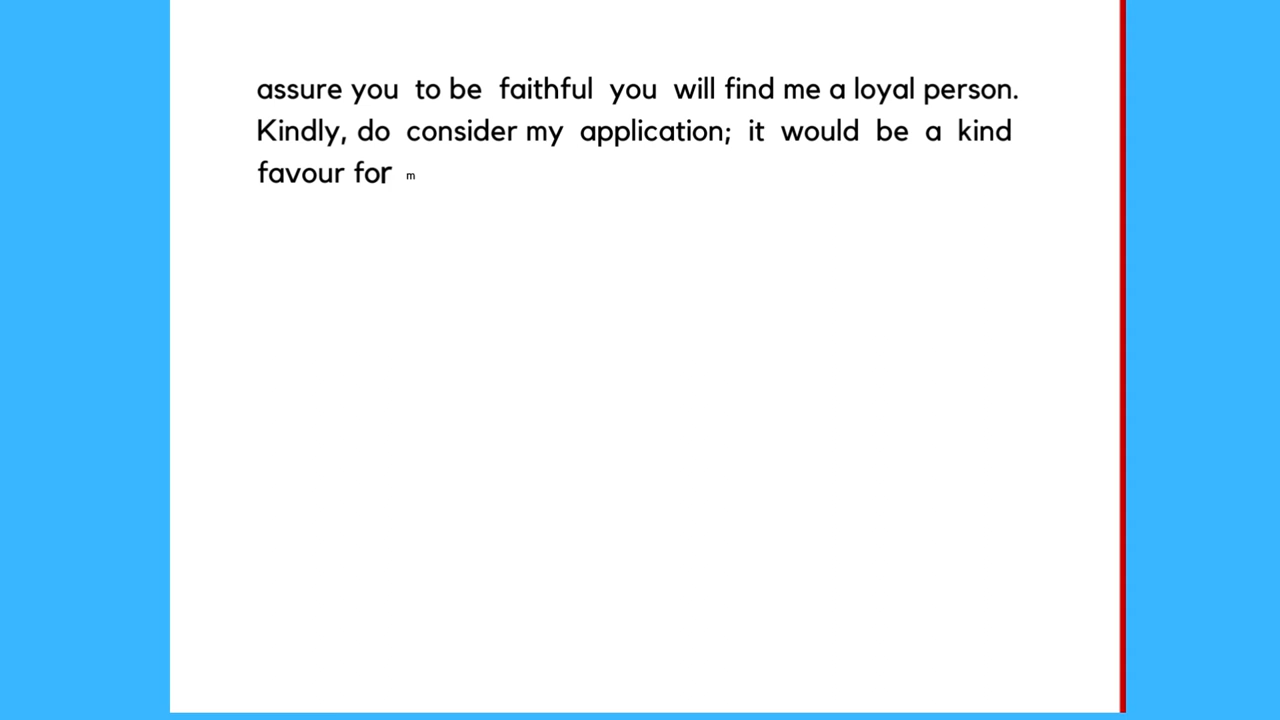 assure you to be faithful you will find me a loyal person.
Kindly, do consider my application; it would be a kind
favour for m